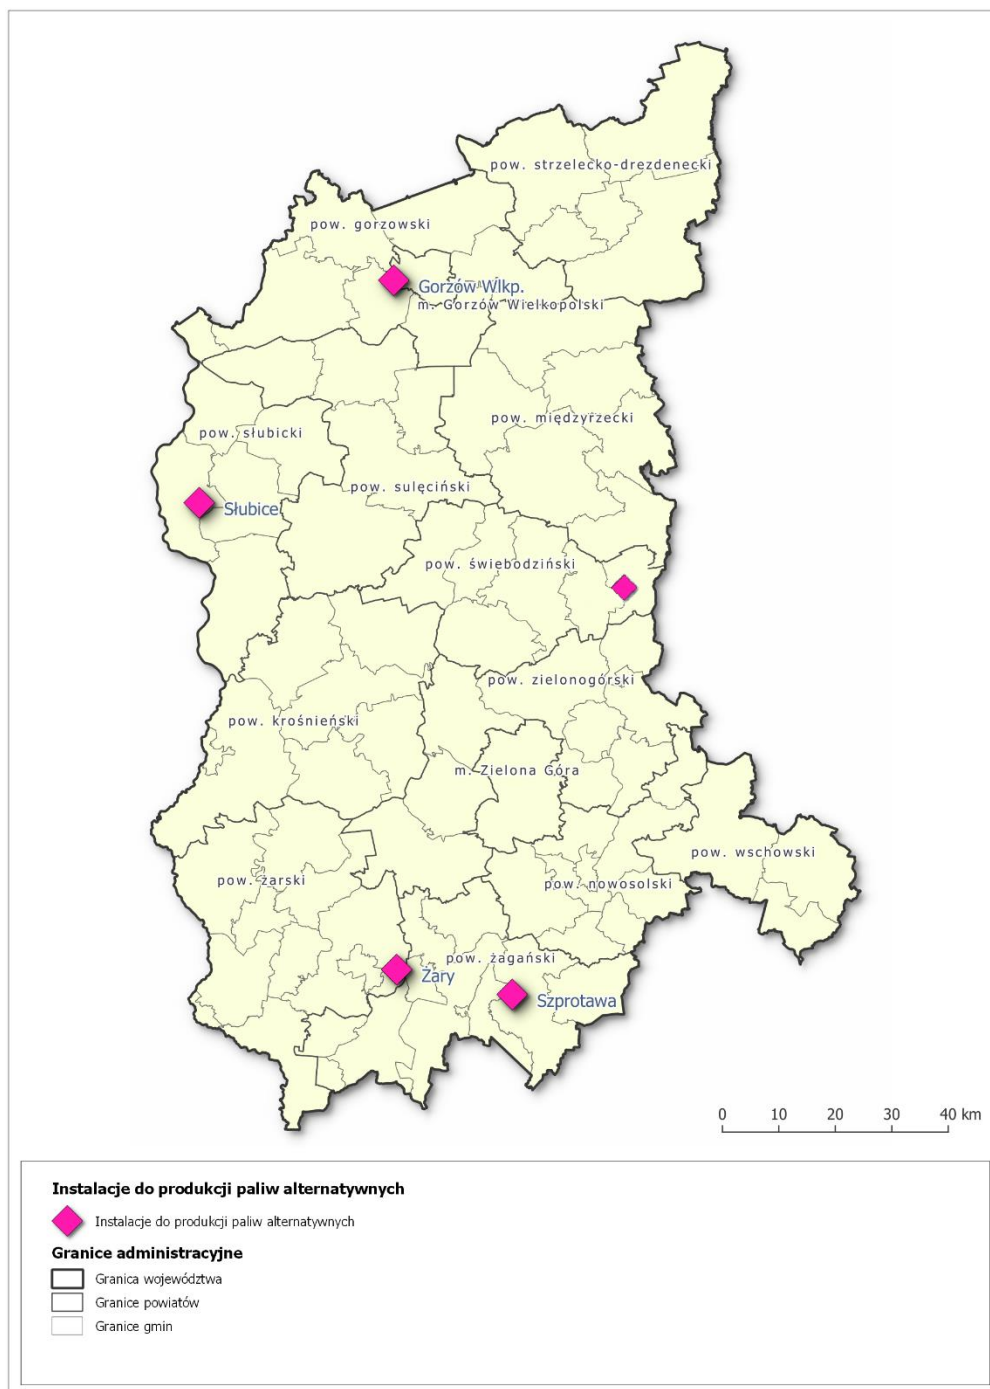 pow. strzelecko-drezdenecki
pow. gorzowski
Gorzów Wlkp.
m. Gorzów Wielkopolski
pow. międzyrzecki
pow. słubicki
pow. sulęciński
Słubice
pow. świebodziński
pow. zielonogórski
pow. krośnieński
m. Zielona Góra
pow. wschowski
pow. żarski
pow. nowosolski
pow. żagański
Żary
Szprotawa
0 10 20 30 40 km
Instalacje do produkcji paliw alternatywnych
Instalacje do produkcji paliw alternatywnych
Granice administracyjne
Granica województwa
Granice powiatów
Granice gmin